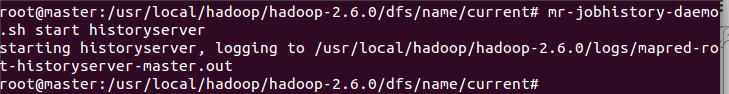 root@master:/usr/local/hadoop/hadoop-2.6.0/dfs/name/current# mr-jobhistory-daemo
.sh start historyserver
starting historyserver, logging to /usr/local/hadoop/hadoop-2.6.0/logs/mapred-ro
t-historyserver-master.out
root@master:/usr/local/hadoop/hadoop-2.6.0/dfs/name/current#